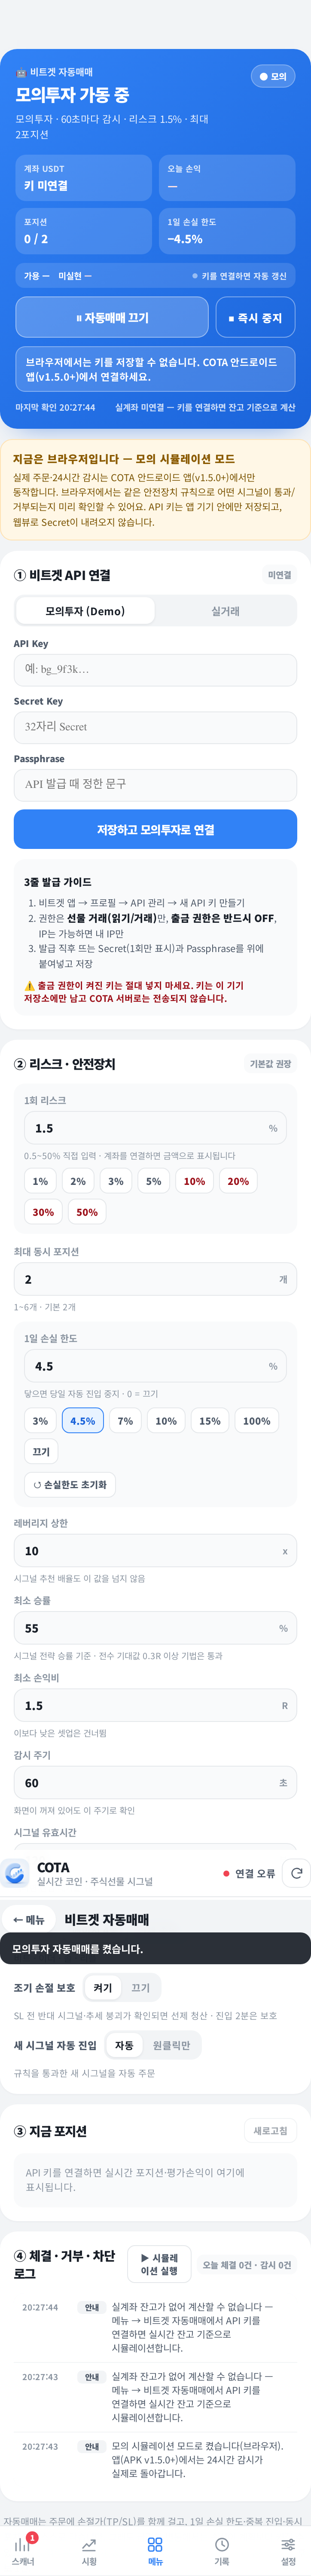 🤖 비트겟 자동매매
모의투자 가동 중
모의
모의투자 · 60초마다 감시 · 리스크 1.5% · 최대
2포지션
계좌 USDT
키 미연결
오늘 손익
—
포지션
0 / 2
1일 손실 한도
−4.5%
가용 — 미실현 —
키를 연결하면 자동 갱신
⏸ 자동매매 끄기
■ 즉시 중지
브라우저에서는 키를 저장할 수 없습니다. COTA 안드로이드
앱(v1.5.0+)에서 연결하세요.
마지막 확인 20:27:44
실계좌 미연결 — 키를 연결하면 잔고 기준으로 계산
지금은 브라우저입니다 — 모의 시뮬레이션 모드
실제 주문·24시간 감시는 COTA 안드로이드 앱(v1.5.0+)에서만
동작합니다. 브라우저에서는 같은 안전장치 규칙으로 어떤 시그널이 통과/
거부되는지 미리 확인할 수 있어요. API 키는 앱 기기 안에만 저장되고,
웹뷰로 Secret이 내려오지 않습니다.
① 비트겟 API 연결
미연결
모의투자 (Demo)
실거래
API Key
예: bg_9f3k…
Secret Key
32자리 Secret
Passphrase
API 발급 때 정한 문구
저장하고 모의투자로 연결
3줄 발급 가이드
1. 비트겟 앱 → 프로필 → API 관리 → 새 API 키 만들기
2. 권한은 선물 거래(읽기/거래)만, 출금 권한은 반드시 OFF,
IP는 가능하면 내 IP만
3. 발급 직후 뜨는 Secret(1회만 표시)과 Passphrase를 위에
붙여넣고 저장
⚠️ 출금 권한이 켜진 키는 절대 넣지 마세요. 키는 이 기기
저장소에만 남고 COTA 서버로는 전송되지 않습니다.
② 리스크 · 안전장치
기본값 권장
1회 리스크
1.5
%
0.5~50% 직접 입력 · 계좌를 연결하면 금액으로 표시됩니다
1% 2% 3% 5% 10% 20%
30% 50%
최대 동시 포지션
2
개
1~6개 · 기본 2개
1일 손실 한도
4.5
%
닿으면 당일 자동 진입 중지 · 0 = 끄기
3% 4.5% 7% 10% 15% 100%
끄기
↺ 손실한도 초기화
레버리지 상한
10
x
시그널 추천 배율도 이 값을 넘지 않음
최소 승률
55
%
시그널 전략 승률 기준 · 전수 기대값 0.3R 이상 기법은 통과
최소 손익비
1.5
R
이보다 낮은 셋업은 건너뜀
감시 주기
60
초
화면이 꺼져 있어도 이 주기로 확인
시그널 유효시간
COTA
실시간 코인 · 주식선물 시그널
연결 오류
← 메뉴
비트겟 자동매매
모의투자 자동매매를 켰습니다.
조기 손절 보호
켜기
끄기
SL 전 반대 시그널·추세 붕괴가 확인되면 선제 청산 · 진입 2분은 보호
새 시그널 자동 진입
자동
원클릭만
규칙을 통과한 새 시그널을 자동 주문
③ 지금 포지션
새로고침
API 키를 연결하면 실시간 포지션·평가손익이 여기에
표시됩니다.
④ 체결 · 거부 · 차단
로그
▶ 시뮬레
이션 실행
오늘 체결 0건 · 감시 0건
20:27:44
안내
실계좌 잔고가 없어 계산할 수 없습니다 —
메뉴 → 비트겟 자동매매에서 API 키를
연결하면 실시간 잔고 기준으로
시뮬레이션합니다.
20:27:43
안내
실계좌 잔고가 없어 계산할 수 없습니다 —
메뉴 → 비트겟 자동매매에서 API 키를
연결하면 실시간 잔고 기준으로
시뮬레이션합니다.
20:27:43
안내
모의 시뮬레이션 모드로 켰습니다(브라우저).
앱(APK v1.5.0+)에서는 24시간 감시가
실제로 돌아갑니다.
자동매매는 주문에 손절가(TP/SL)를 함께 걸고, 1일 손실 한도·중복 진입·동시
1
스캐너
시황
메뉴
기록
설정